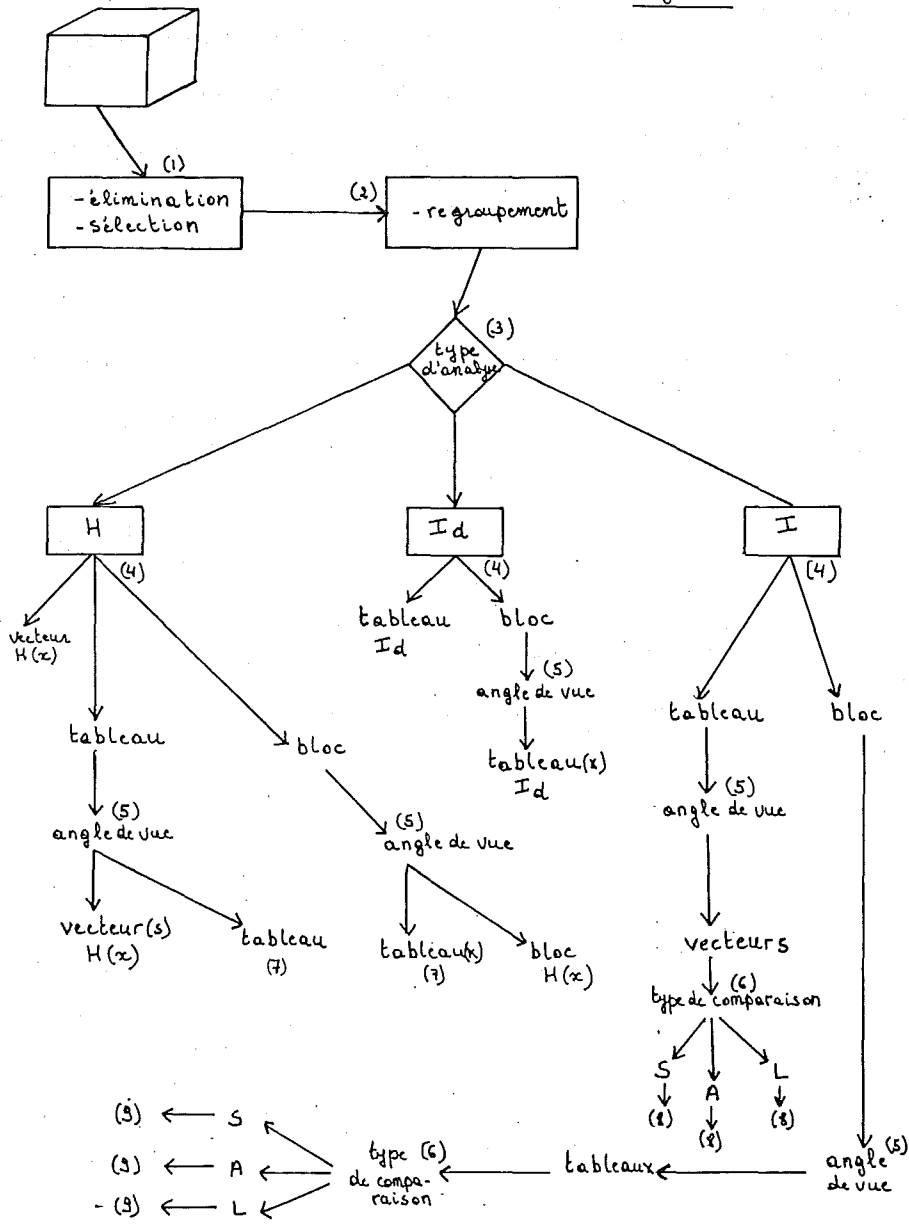 (1)
- élimination
- sélection
(2)
- regroupement
(3)
type
d'analyse
H
Id
I
(4)
(4)
(4)
vecteur
H(x)
tableau
Id
bloc
(5)
angle de vue
tableau(x)
Id
tableau
bloc
tableau
bloc
(5)
angle de vue
(5)
angle de vue
(5)
angle de vue
vecteur(s)
H(x)
tableau
(7)
tableau(x)
(7)
bloc
H(x)
vecteurs
(6)
type de comparaison
S
A
L
(8)
(8)
(8)
(9)
S
(9)
A
- (9)
L
type (6)
de compa-
raison
tableaux
(5)
angle
de vue